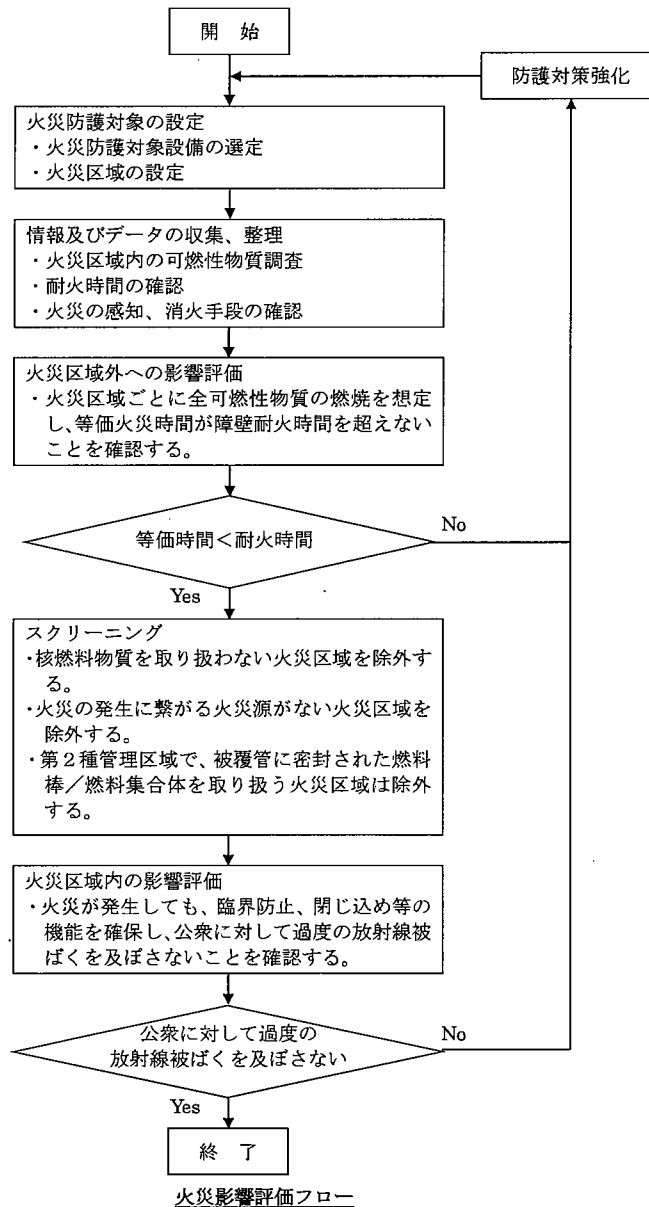 開 始
防護対策強化
火災防護対象の設定
・火災防護対象設備の選定
・火災区域の設定
情報及びデータの収集、整理
・火災区域内の可燃性物質調査
・耐火時間の確認
・火災の感知、消火手段の確認
火災区域外への影響評価
・火災区域ごとに全可燃性物質の燃焼を想定
し、等価火災時間が障壁耐火時間を超えない
ことを確認する。
等価時間<耐火時間
No
Yes
スクリーニング
・核燃料物質を取り扱わない火災区域を除外す
る。
・火災の発生に繋がる火災源がない火災区域を
除外する。
・第2種管理区域で、被覆管に密封された燃料
棒/燃料集合体を取り扱う火災区域は除外
する。
火災区域内の影響評価
・火災が発生しても、臨界防止、閉じ込め等の
機能を確保し、公衆に対して過度の放射線被
ばくを及ぼさないことを確認する。
公衆に対して過度の
放射線被ばくを及ぼさない
No
Yes
終 了
火災影響評価フロー